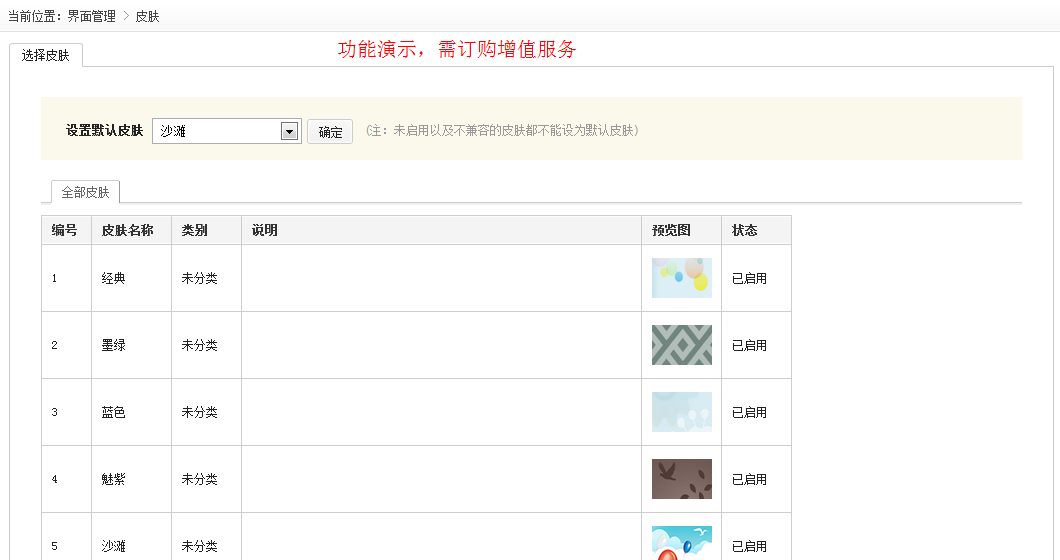 当前位置: 界面管理 > 皮肤
选择皮肤
功能演示，需订购增值服务
设置默认皮肤 沙滩 确定 (注: 未启用以及不兼容的皮肤都不能设为默认皮肤)
全部皮肤
编号 皮肤名称 类别 说明 预览图 状态
1 经典 未分类 已启用
2 墨绿 未分类 已启用
3 蓝色 未分类 已启用
4 魅紫 未分类 已启用
5 沙滩 未分类 已启用